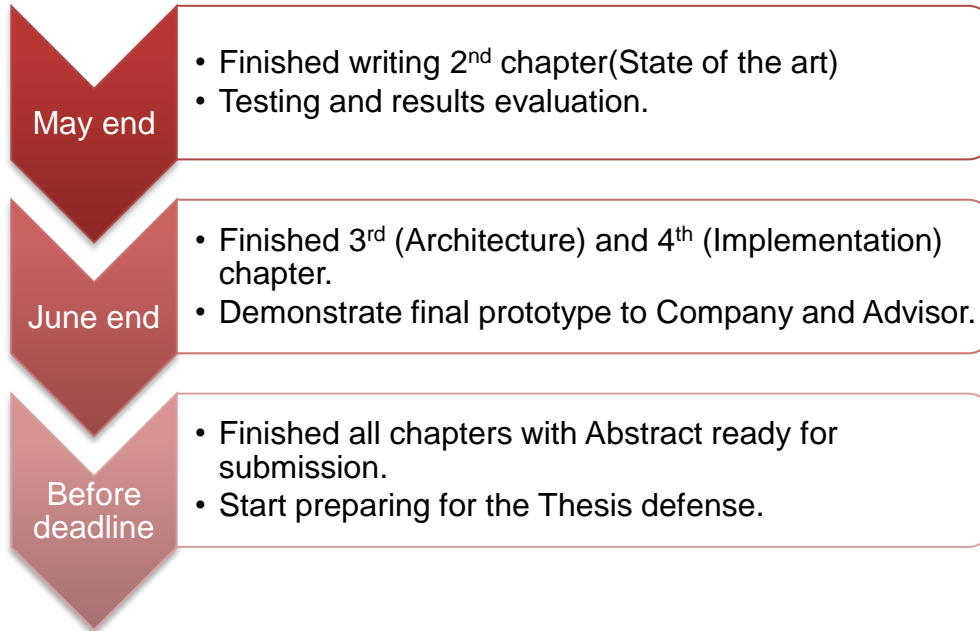 May end
• Finished writing 2nd chapter(State of the art)
• Testing and results evaluation.
June end
• Finished 3rd (Architecture) and 4th (Implementation)
chapter.
• Demonstrate final prototype to Company and Advisor.
Before
deadline
• Finished all chapters with Abstract ready for
submission.
• Start preparing for the Thesis defense.